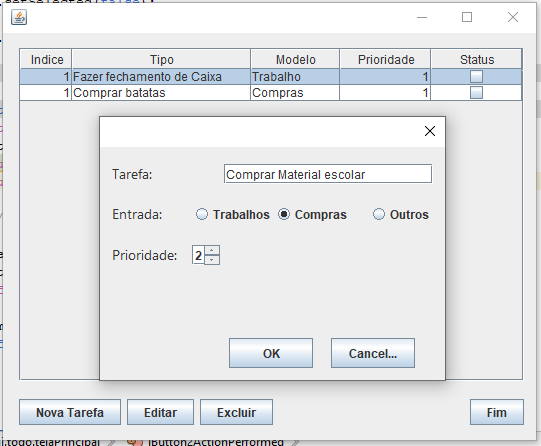 Indice Tipo Modelo Prioridade Status
1 Fazer fechamento de Caixa Trabalho 1
1 Comprar batatas Compras 1
Tarefa: Comprar Material escolar
Entrada: Trabalhos Compras Outros
Prioridade: 2
OK Cancel...
Nova Tarefa Editar Excluir Fim
ui.todo.telaPrincipal jButton2ActionPerformed